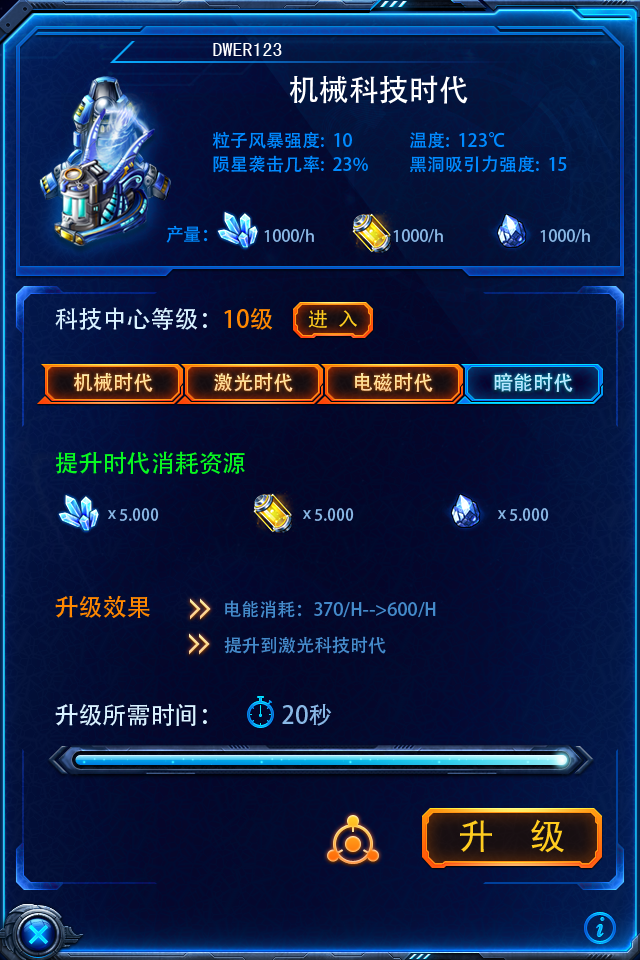 DWER123
机械科技时代
粒子风暴强度: 10 温度: 123℃
陨星袭击几率: 23% 黑洞吸引力强度: 15
产量: 1000/h 1000/h 1000/h
科技中心等级: 10级 进 入
机械时代 激光时代 电磁时代 暗能时代
提升时代消耗资源
x 5.000 x 5.000 x 5.000
升级效果 电能消耗: 370/H-->600/H
提升到激光科技时代
升级所需时间: 20秒
升 级